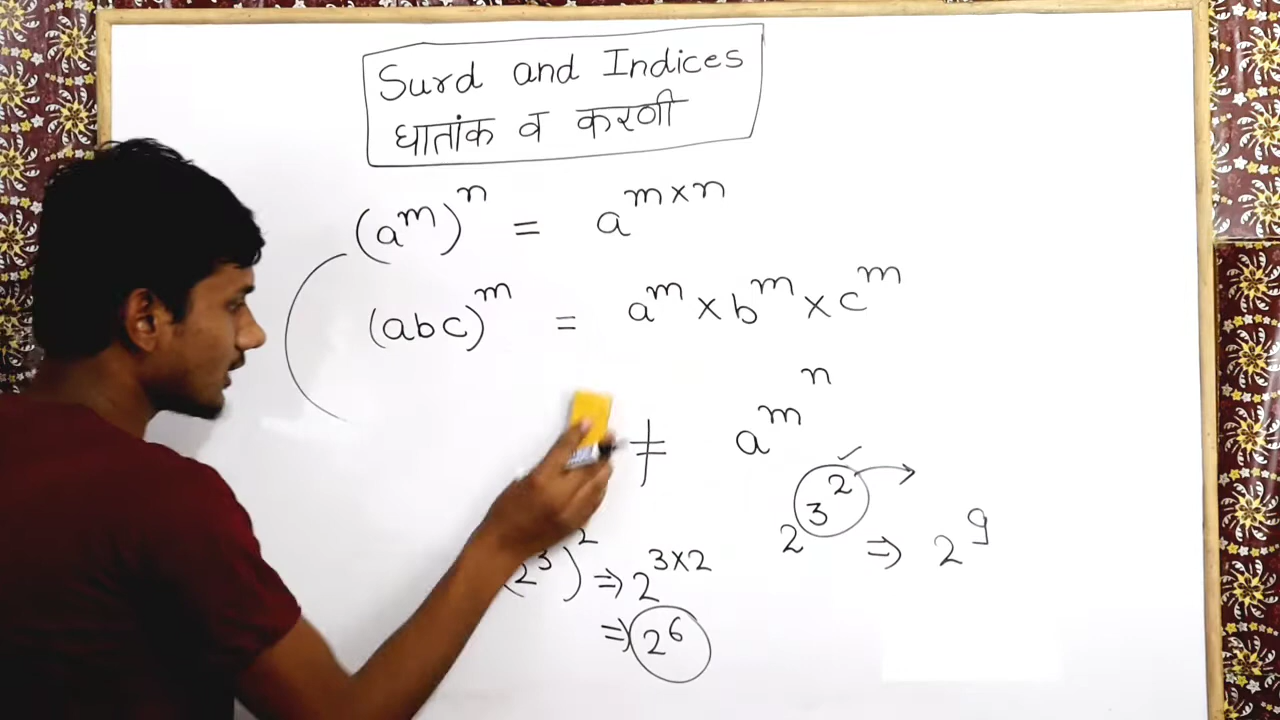 Surd and Indices
घातांक व करणी
(a^m)^n = a^{m×n}
(abc)^m = a^m × b^m × c^m
≠ a^{m^n}
2^{3^2} ⇒ 2^9
(2^3)^2 ⇒ 2^{3×2}
⇒ 2^6